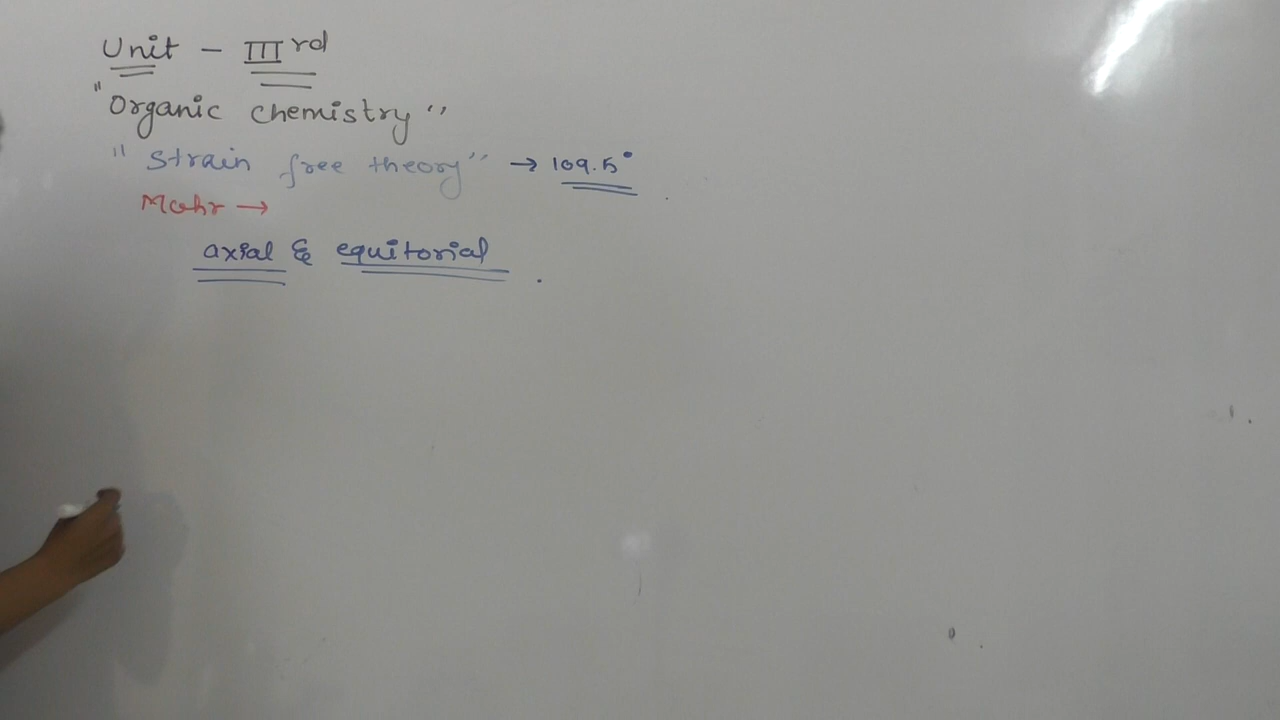 Unit - IIIrd
"Organic chemistry"
"Strain free theory" → 109.5°
Mohr →
axial & equitorial.